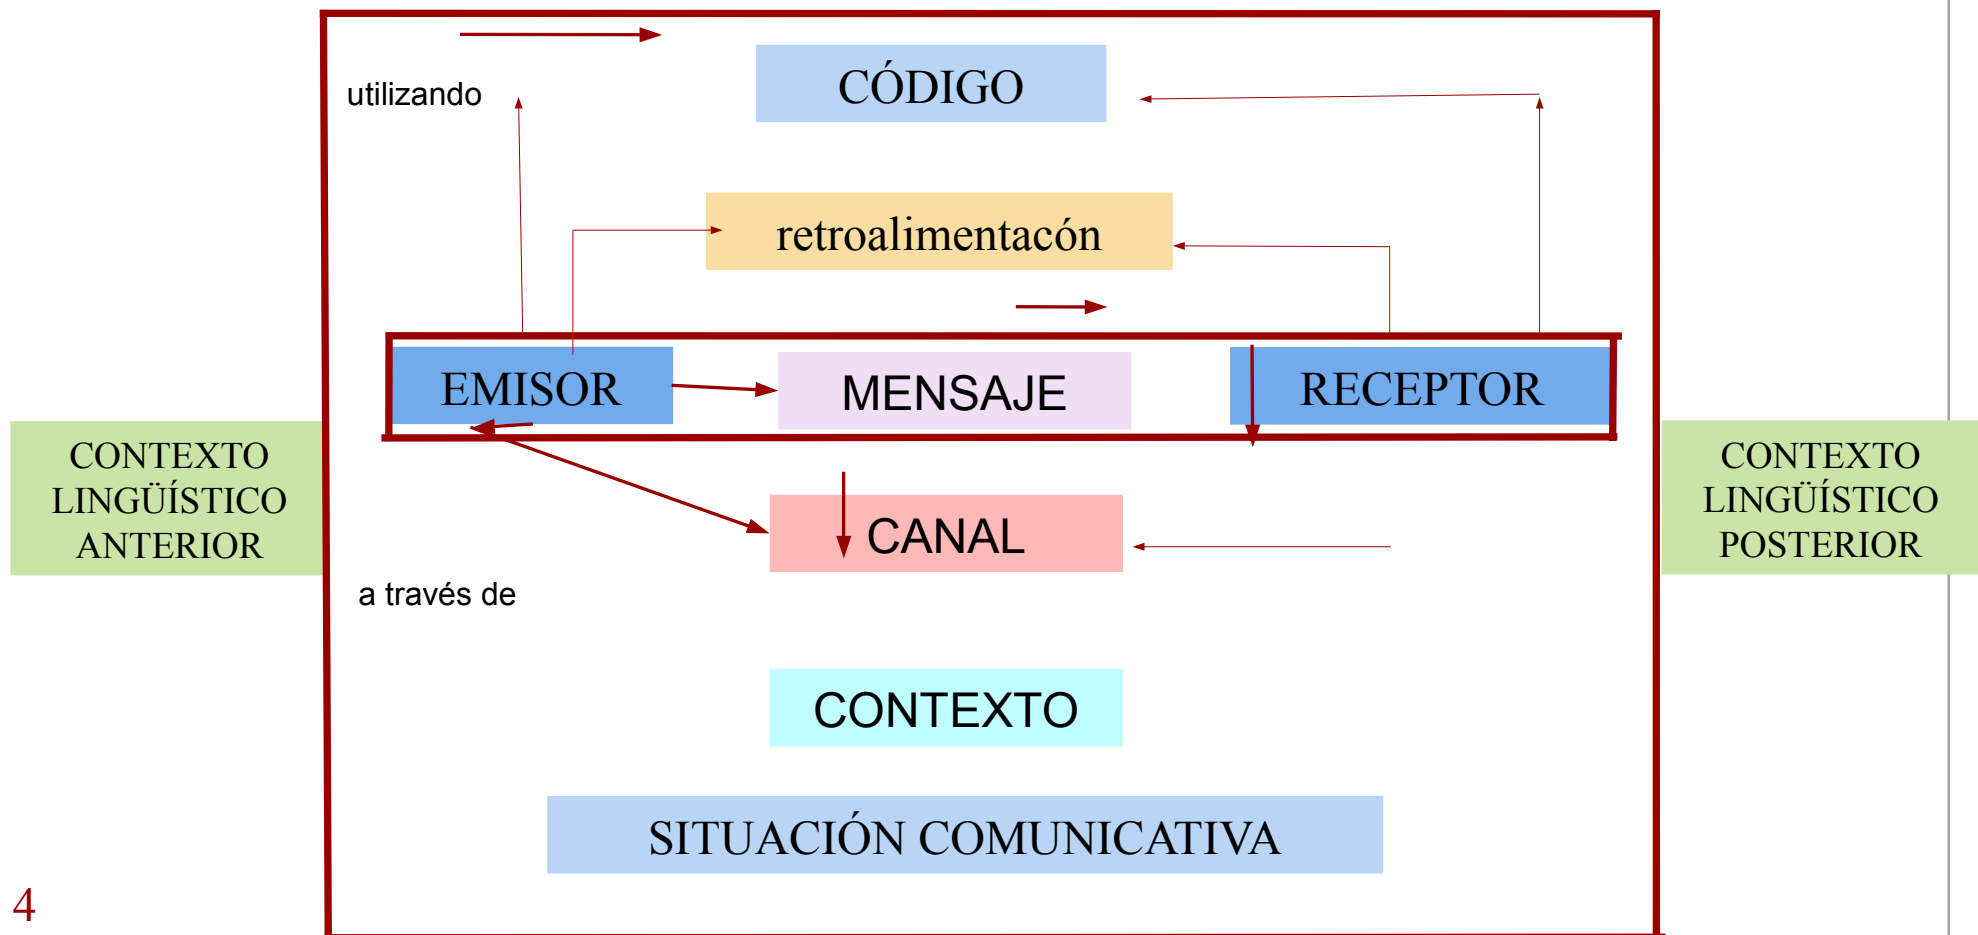 CÓDIGO
utilizando
retroalimentacón
EMISOR
MENSAJE
RECEPTOR
CONTEXTO
LINGÜÍSTICO
ANTERIOR
CANAL
CONTEXTO
LINGÜÍSTICO
POSTERIOR
a través de
CONTEXTO
SITUACIÓN COMUNICATIVA
4